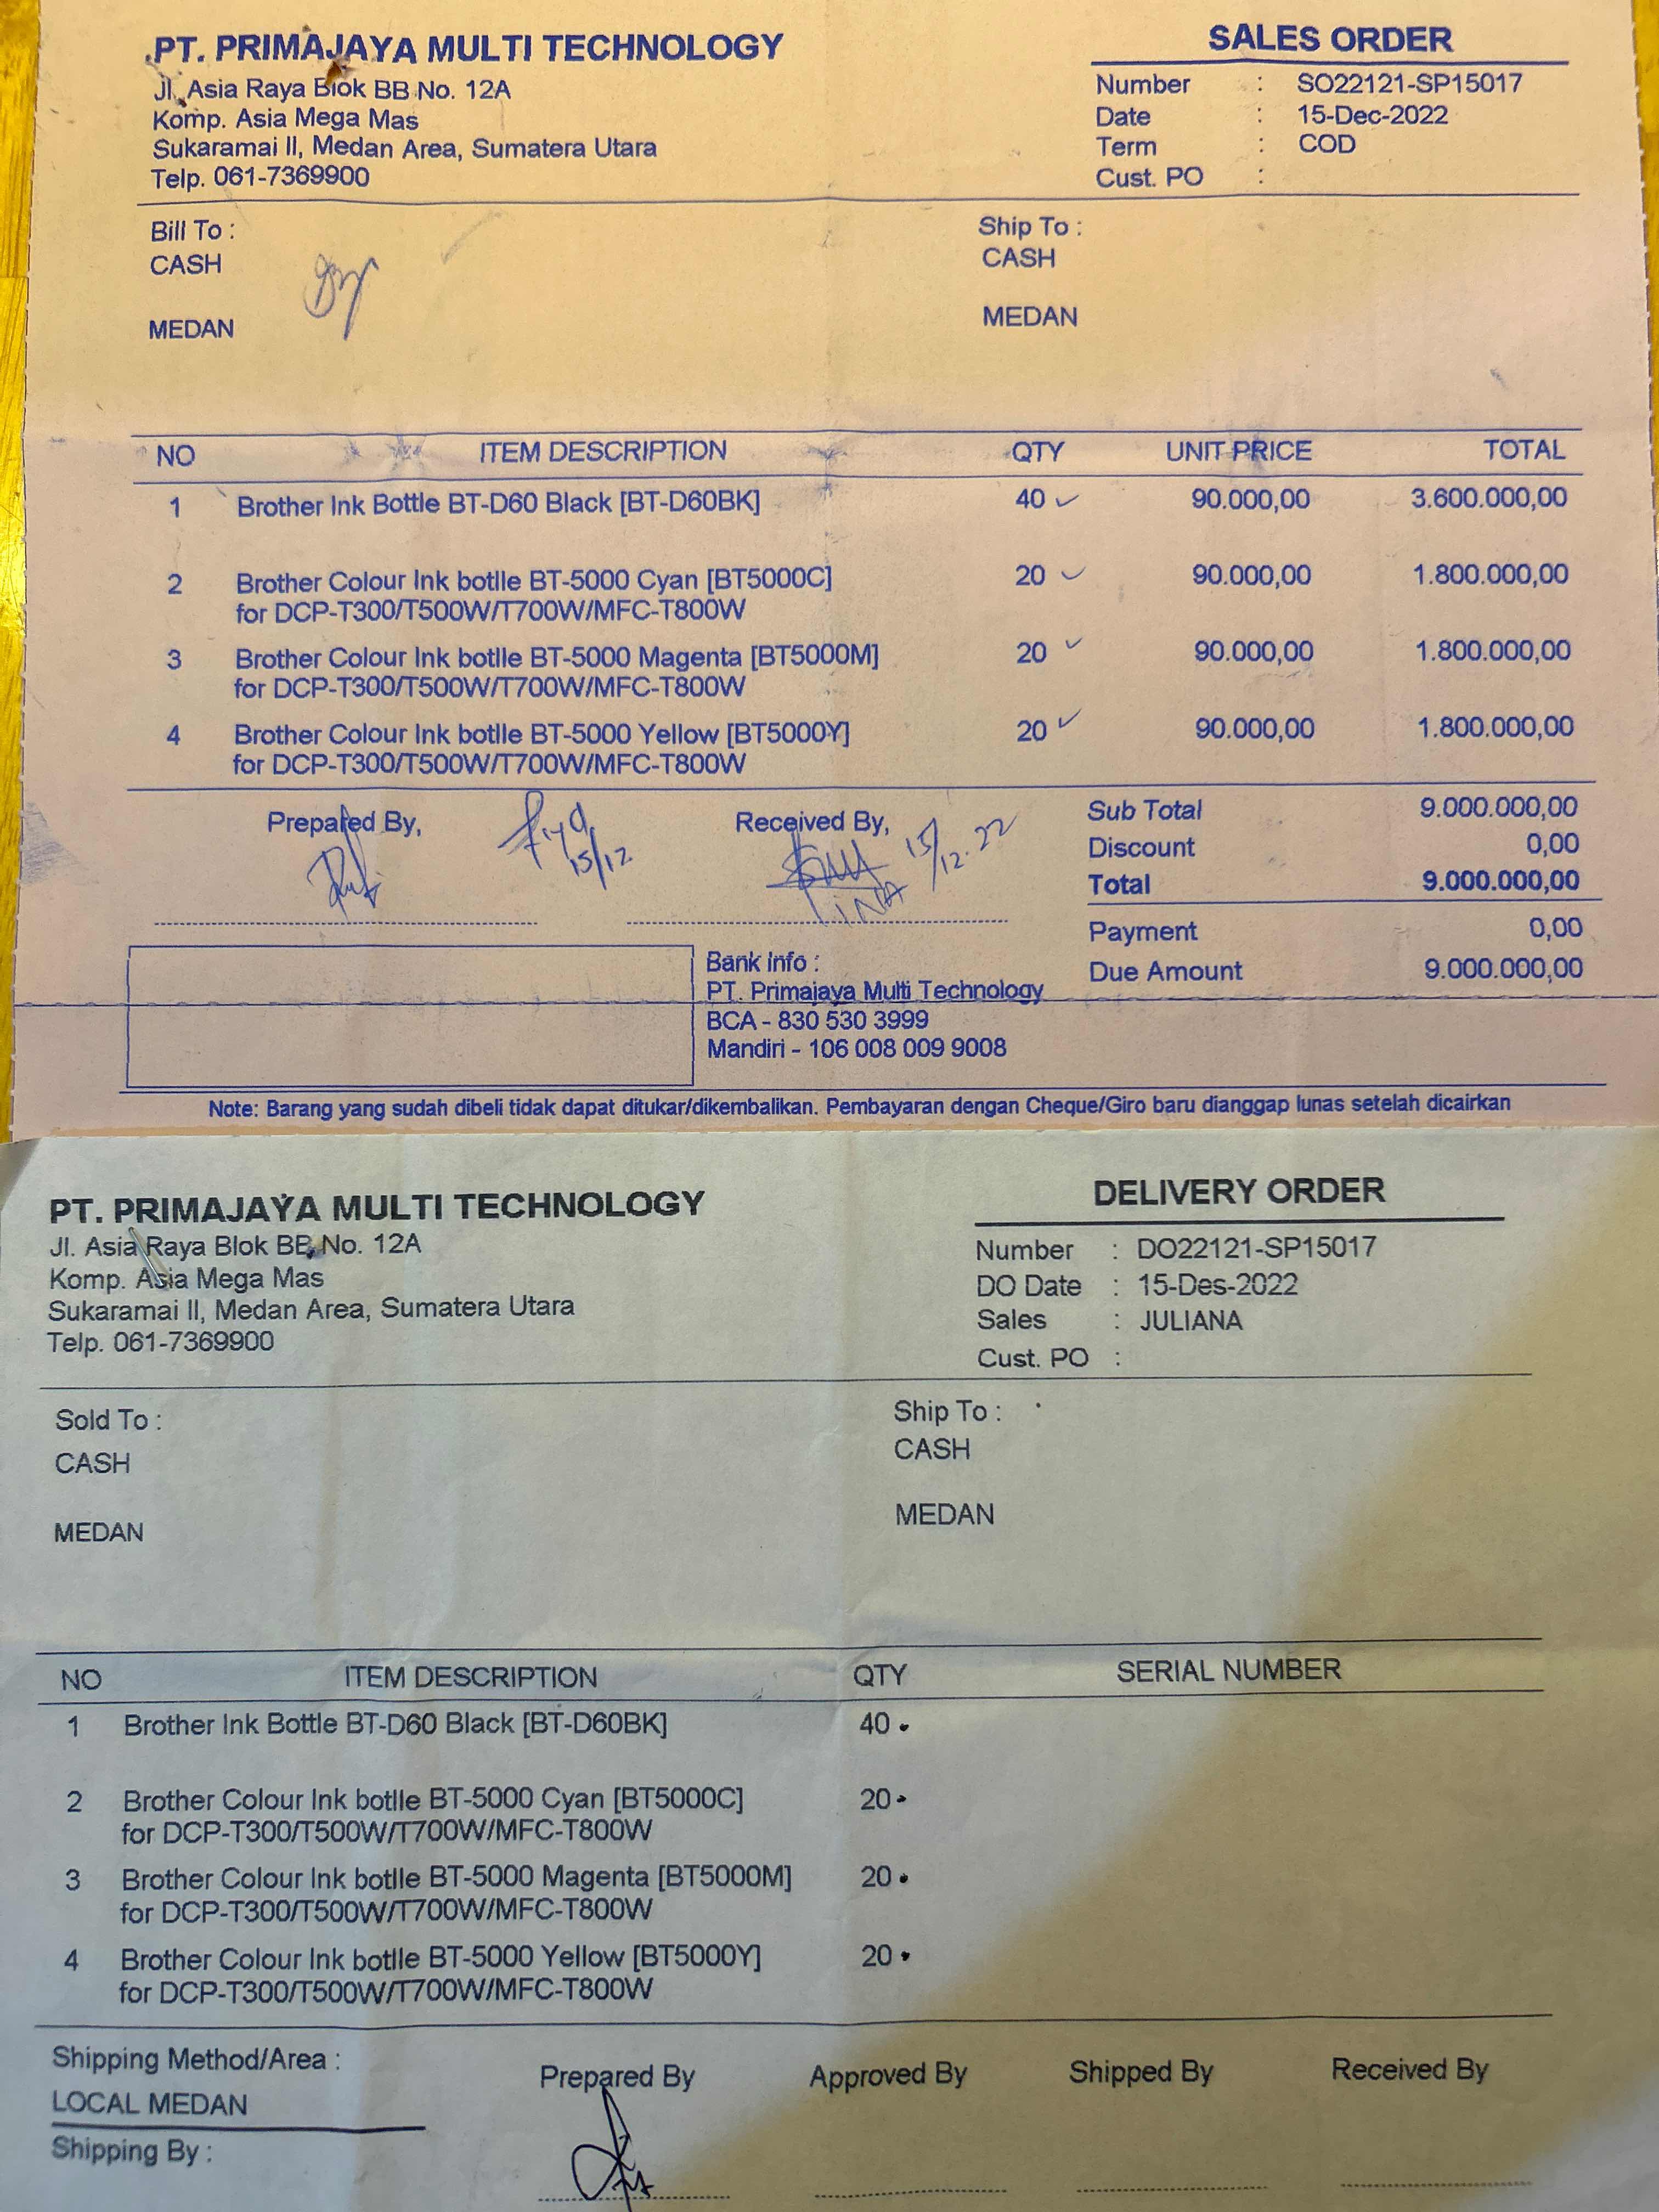 PT. PRIMAJAYA MULTI TECHNOLOGY
Jl. Asia Raya Blok BB No. 12A
Komp. Asia Mega Mas
Sukaramai II, Medan Area, Sumatera Utara
Telp. 061-7369900
SALES ORDER
Number : SO22121-SP15017
Date : 15-Dec-2022
Term : COD
Cust. PO :
Bill To :
CASH
MEDAN
Ship To :
CASH
MEDAN
NO ITEM DESCRIPTION QTY UNIT PRICE TOTAL
1 Brother Ink Bottle BT-D60 Black [BT-D60BK] 40 90.000,00 3.600.000,00
2 Brother Colour Ink botlle BT-5000 Cyan [BT5000C] 20 90.000,00 1.800.000,00
for DCP-T300/T500W/T700W/MFC-T800W
3 Brother Colour Ink botlle BT-5000 Magenta [BT5000M] 20 90.000,00 1.800.000,00
for DCP-T300/T500W/T700W/MFC-T800W
4 Brother Colour Ink botlle BT-5000 Yellow [BT5000Y] 20 90.000,00 1.800.000,00
for DCP-T300/T500W/T700W/MFC-T800W
Prepared By,
15/12
Received By,
15/12.22
LINA
Sub Total 9.000.000,00
Discount 0,00
Total 9.000.000,00
Payment 0,00
Due Amount 9.000.000,00
Bank Info :
PT. Primajaya Multi Technology
BCA - 830 530 3999
Mandiri - 106 008 009 9008
Note: Barang yang sudah dibeli tidak dapat ditukar/dikembalikan. Pembayaran dengan Cheque/Giro baru dianggap lunas setelah dicairkan
PT. PRIMAJAYA MULTI TECHNOLOGY
Jl. Asia Raya Blok BB No. 12A
Komp. Asia Mega Mas
Sukaramai II, Medan Area, Sumatera Utara
Telp. 061-7369900
DELIVERY ORDER
Number : DO22121-SP15017
DO Date : 15-Des-2022
Sales : JULIANA
Cust. PO :
Sold To :
CASH
MEDAN
Ship To :
CASH
MEDAN
NO ITEM DESCRIPTION QTY SERIAL NUMBER
1 Brother Ink Bottle BT-D60 Black [BT-D60BK] 40
2 Brother Colour Ink botlle BT-5000 Cyan [BT5000C] 20
for DCP-T300/T500W/T700W/MFC-T800W
3 Brother Colour Ink botlle BT-5000 Magenta [BT5000M] 20
for DCP-T300/T500W/T700W/MFC-T800W
4 Brother Colour Ink botlle BT-5000 Yellow [BT5000Y] 20
for DCP-T300/T500W/T700W/MFC-T800W
Shipping Method/Area :
LOCAL MEDAN
Shipping By :
Prepared By Approved By Shipped By Received By